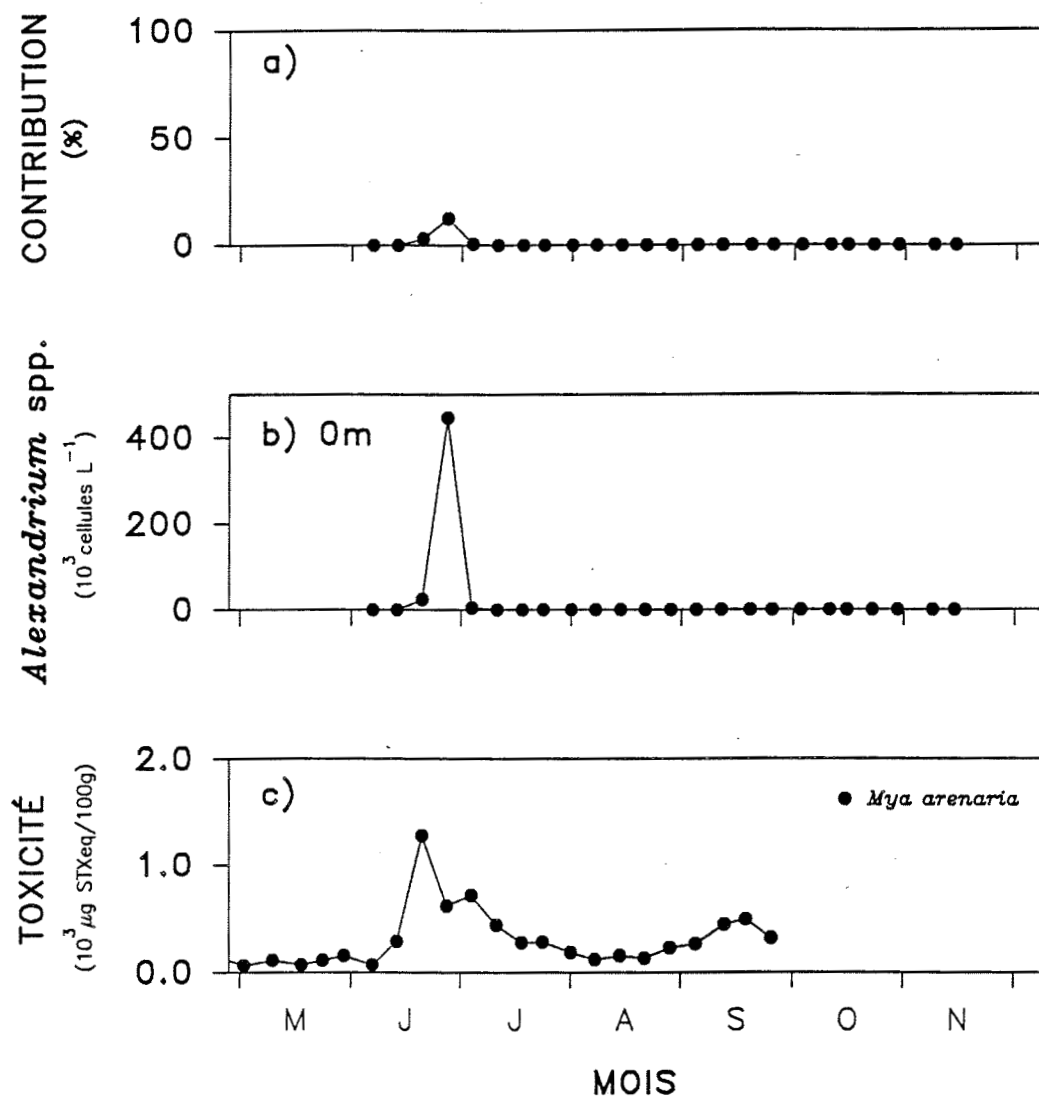 CONTRIBUTION
(%)
100
50
0
a)
Alexandrium spp.
(10³ cellules L⁻¹)
400
200
0
b) 0m
TOXICITÉ
(10³ µg STXeq/100g)
2.0
1.0
0.0
c)
● Mya arenaria
M J J A S O N
MOIS